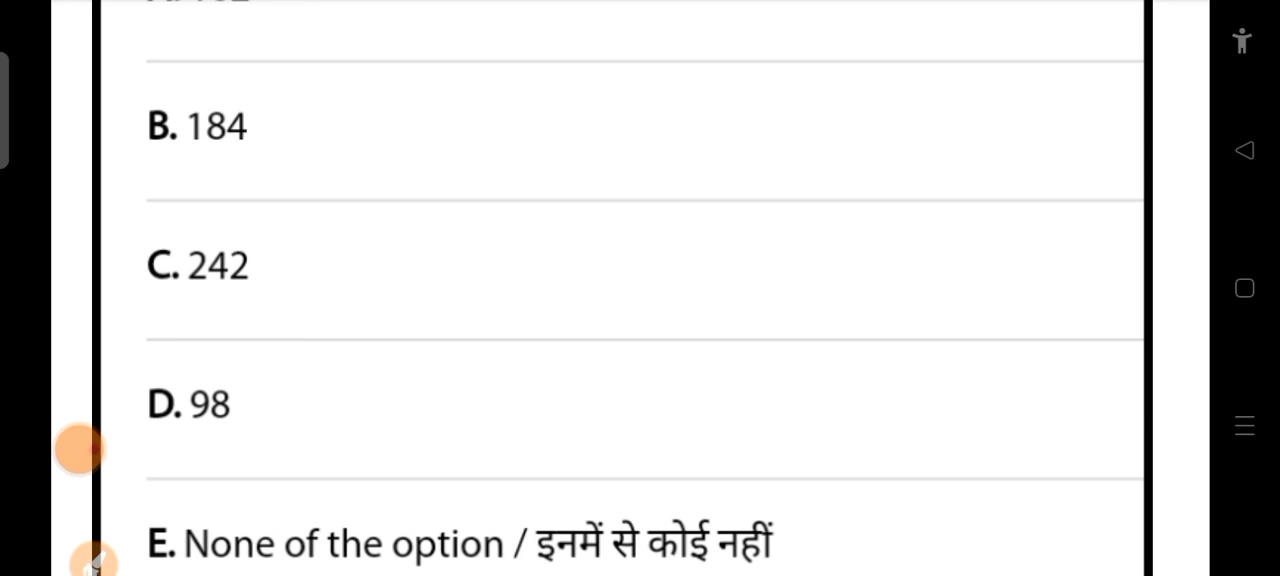 B. 184
C. 242
D. 98
E. None of the option / इनमें से कोई नहीं